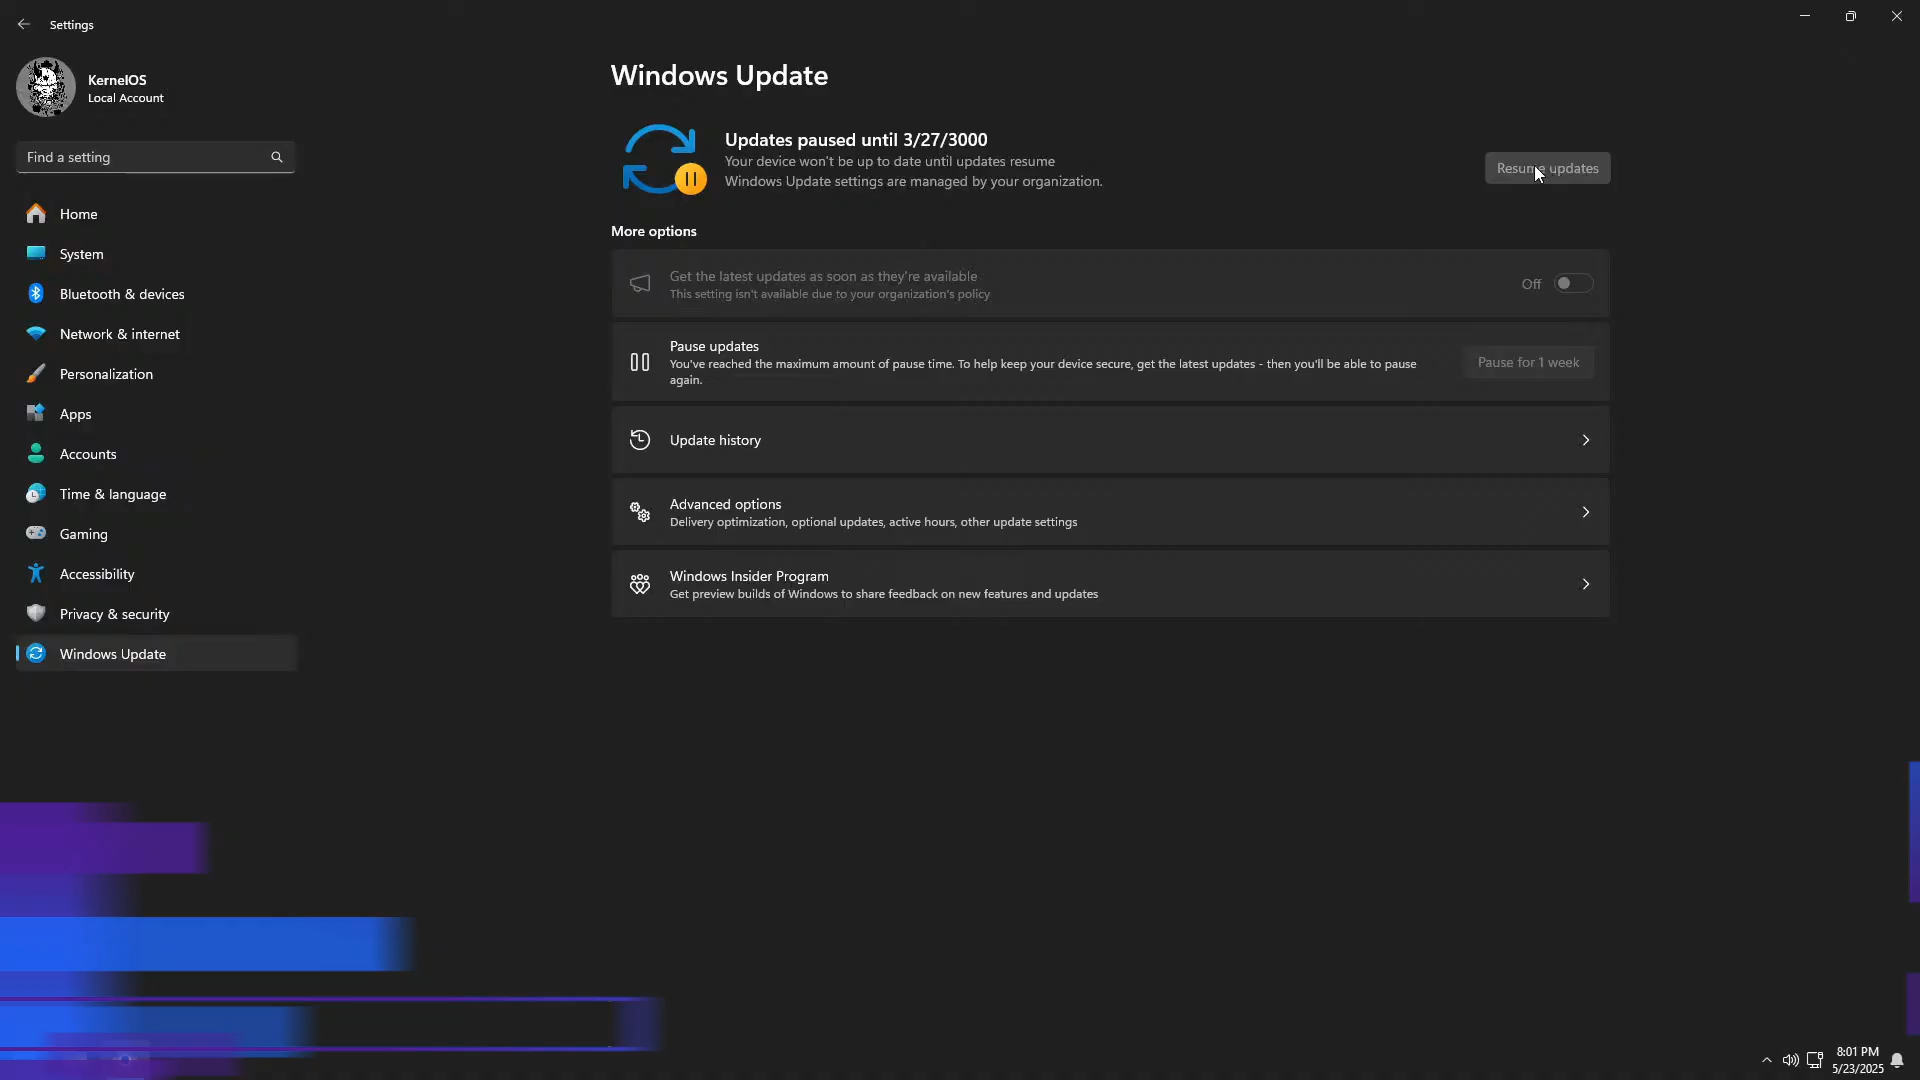 Settings
KernelOS
Local Account
Find a setting
Home
System
Bluetooth & devices
Network & internet
Personalization
Apps
Accounts
Time & language
Gaming
Accessibility
Privacy & security
Windows Update
Windows Update
Updates paused until 3/27/3000
Your device won't be up to date until updates resume
Windows Update settings are managed by your organization.
Resume updates
More options
Get the latest updates as soon as they're available
This setting isn't available due to your organization's policy
Off
Pause updates
You've reached the maximum amount of pause time. To help keep your device secure, get the latest updates - then you'll be able to pause
again.
Pause for 1 week
Update history
Advanced options
Delivery optimization, optional updates, active hours, other update settings
Windows Insider Program
Get preview builds of Windows to share feedback on new features and updates
8:01 PM
5/23/2025